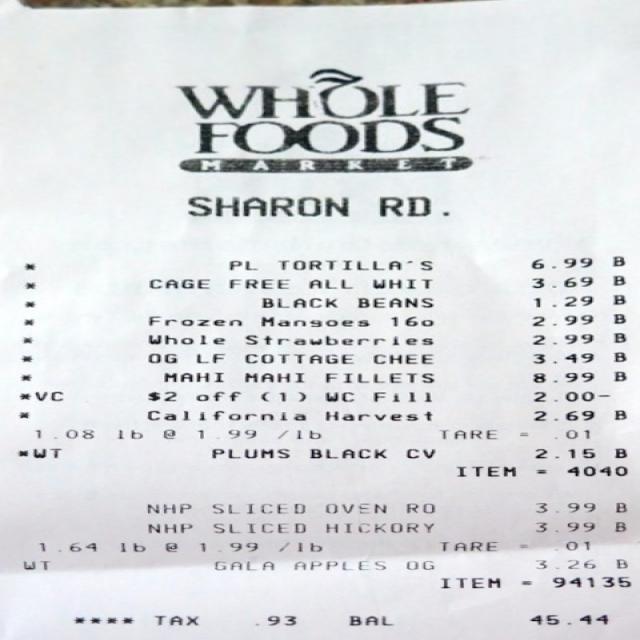 WHOLE
FOODS
MARKET
SHARON RD.
* PL TORTILLA'S 6.99 B
* CAGE FREE ALL WHIT 3.69 B
* BLACK BEANS 1.29 B
* Frozen Mangoes 16o 2.99 B
* Whole Strawberries 2.99 B
* OG LF COTTAGE CHEE 3.49 B
* MAHI MAHI FILLETS 8.99 B
*VC $2 off (1) WC Fill 2.00-
* California Harvest 2.69 B
1.08 lb @ 1.99 /lb TARE = .01
*WT PLUMS BLACK CV 2.15 B
ITEM = 4040
NHP SLICED OVEN RO 3.99 B
NHP SLICED HICKORY 3.99 B
1.64 lb @ 1.99 /lb TARE = .01
WT GALA APPLES OG 3.26 B
ITEM = 94135
**** TAX .93 BAL 45.44